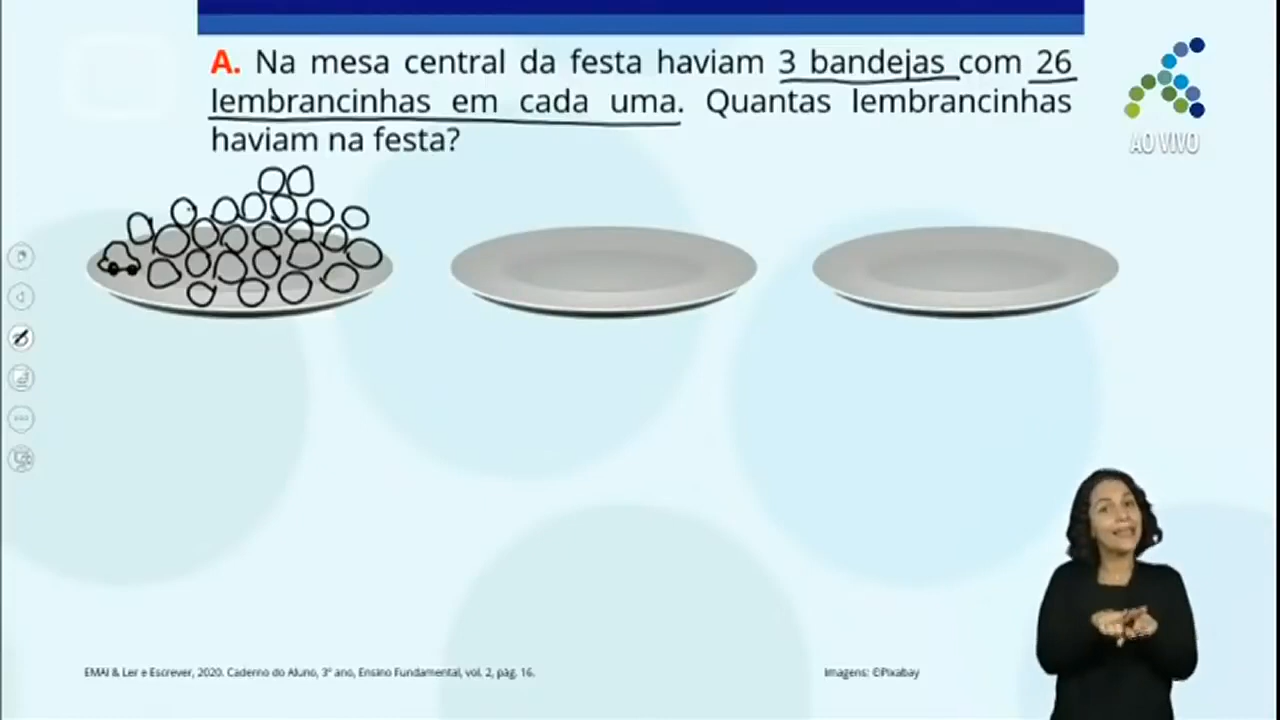 A. Na mesa central da festa haviam 3 bandejas com 26
lembrancinhas em cada uma. Quantas lembrancinhas
haviam na festa?
AO VIVO
EMAI & Ler e Escrever, 2020. Caderno do Aluno, 3º ano, Ensino Fundamental, vol. 2, pág. 16.
Imagens: ©Pixabay